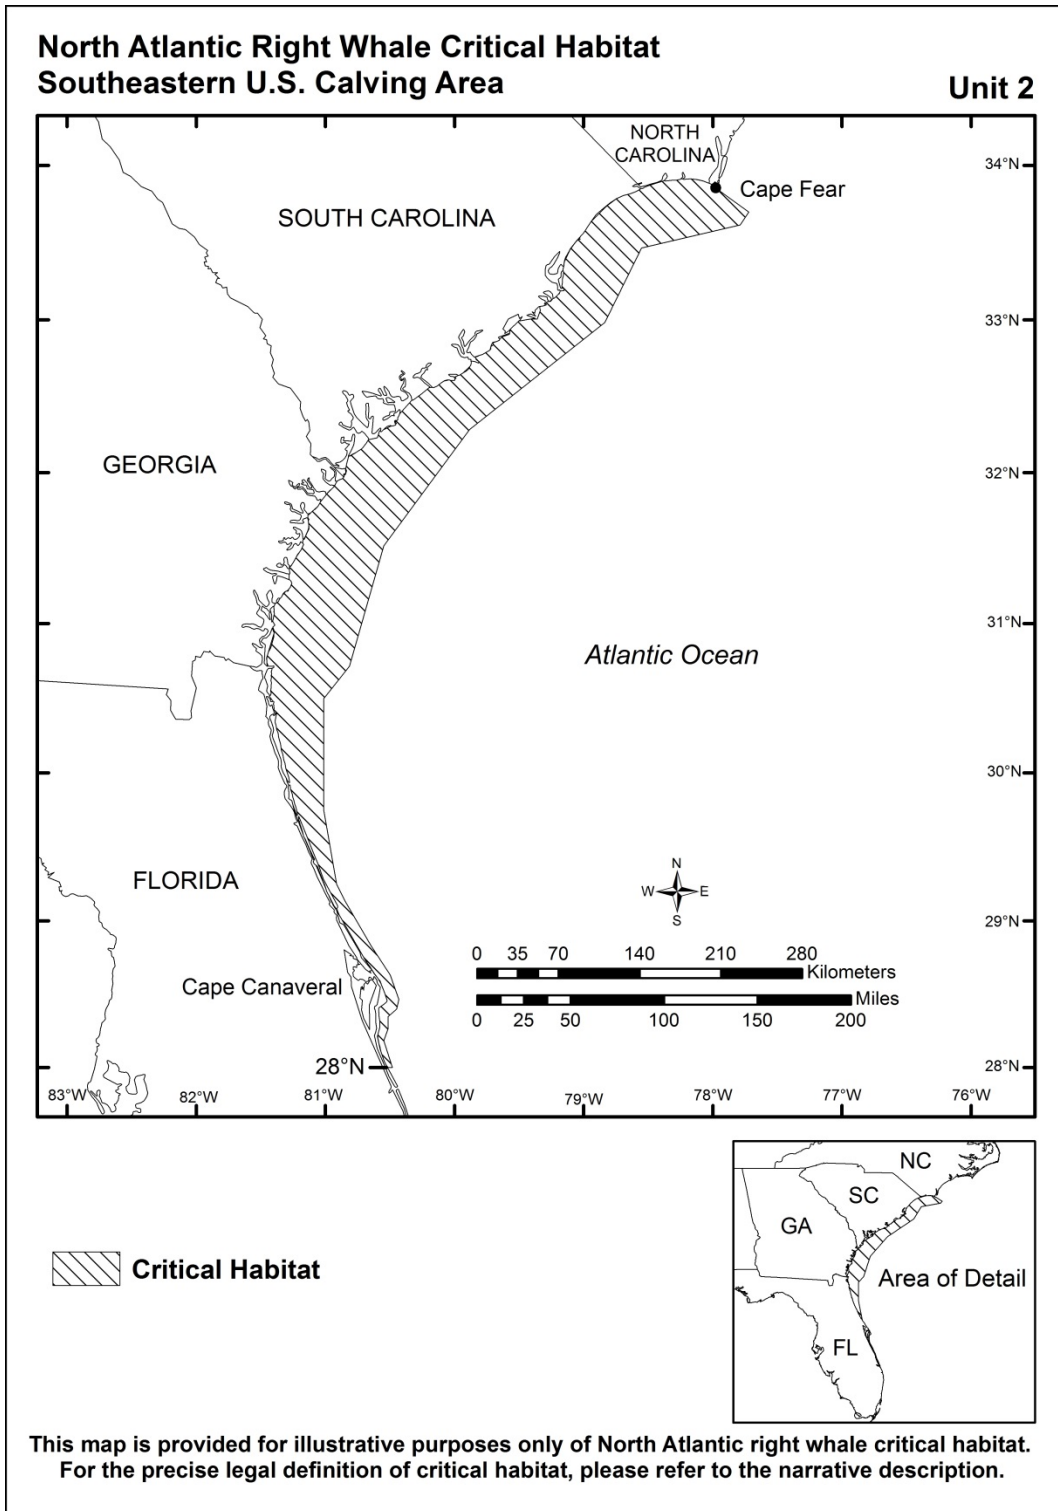 North Atlantic Right Whale Critical Habitat
Southeastern U.S. Calving Area
Unit 2
NORTH
CAROLINA
34°N
Cape Fear
SOUTH CAROLINA
33°N
GEORGIA
32°N
31°N
Atlantic Ocean
30°N
FLORIDA
N
W E
S
29°N
0 35 70 140 210 280
Kilometers
Cape Canaveral
Miles
0 25 50 100 150 200
28°N
28°N
83°W 82°W 81°W 80°W 79°W 78°W 77°W 76°W
NC
SC
GA
Area of Detail
FL
Critical Habitat
This map is provided for illustrative purposes only of North Atlantic right whale critical habitat.
For the precise legal definition of critical habitat, please refer to the narrative description.